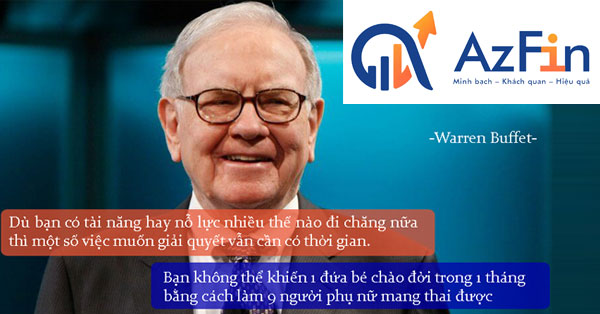 AzFin
Minh bạch – Khách quan – Hiệu quả
-Warren Buffet-
Dù bạn có tài năng hay nỗ lực nhiều thế nào đi chăng nữa
thì một số việc muốn giải quyết vẫn cần có thời gian.
Bạn không thể khiến 1 đứa bé chào đời trong 1 tháng
bằng cách làm 9 người phụ nữ mang thai được